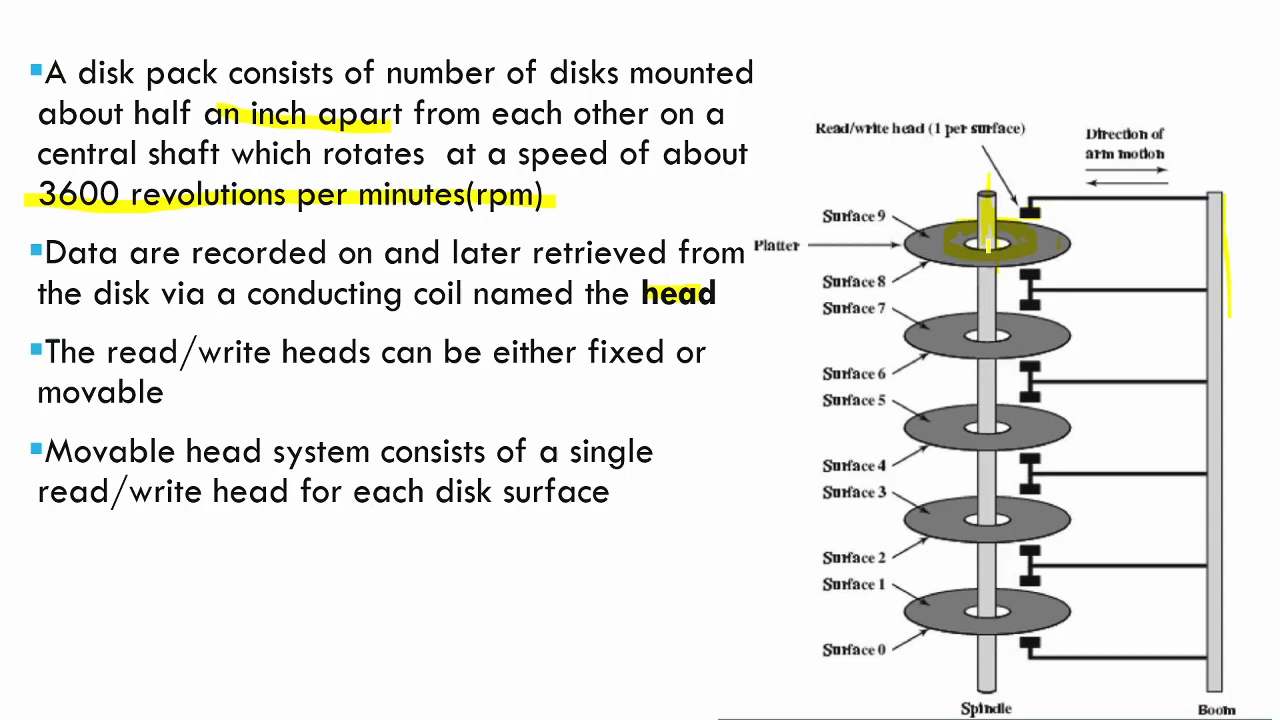 ▪A disk pack consists of number of disks mounted
about half an inch apart from each other on a
central shaft which rotates at a speed of about
3600 revolutions per minutes(rpm)
▪Data are recorded on and later retrieved from
the disk via a conducting coil named the head
▪The read/write heads can be either fixed or
movable
▪Movable head system consists of a single
read/write head for each disk surface
Read/write head (1 per surface)
Direction of
arm motion
Surface 9
Platter
Surface 8
Surface 7
Surface 6
Surface 5
Surface 4
Surface 3
Surface 2
Surface 1
Surface 0
Spindle
Boom